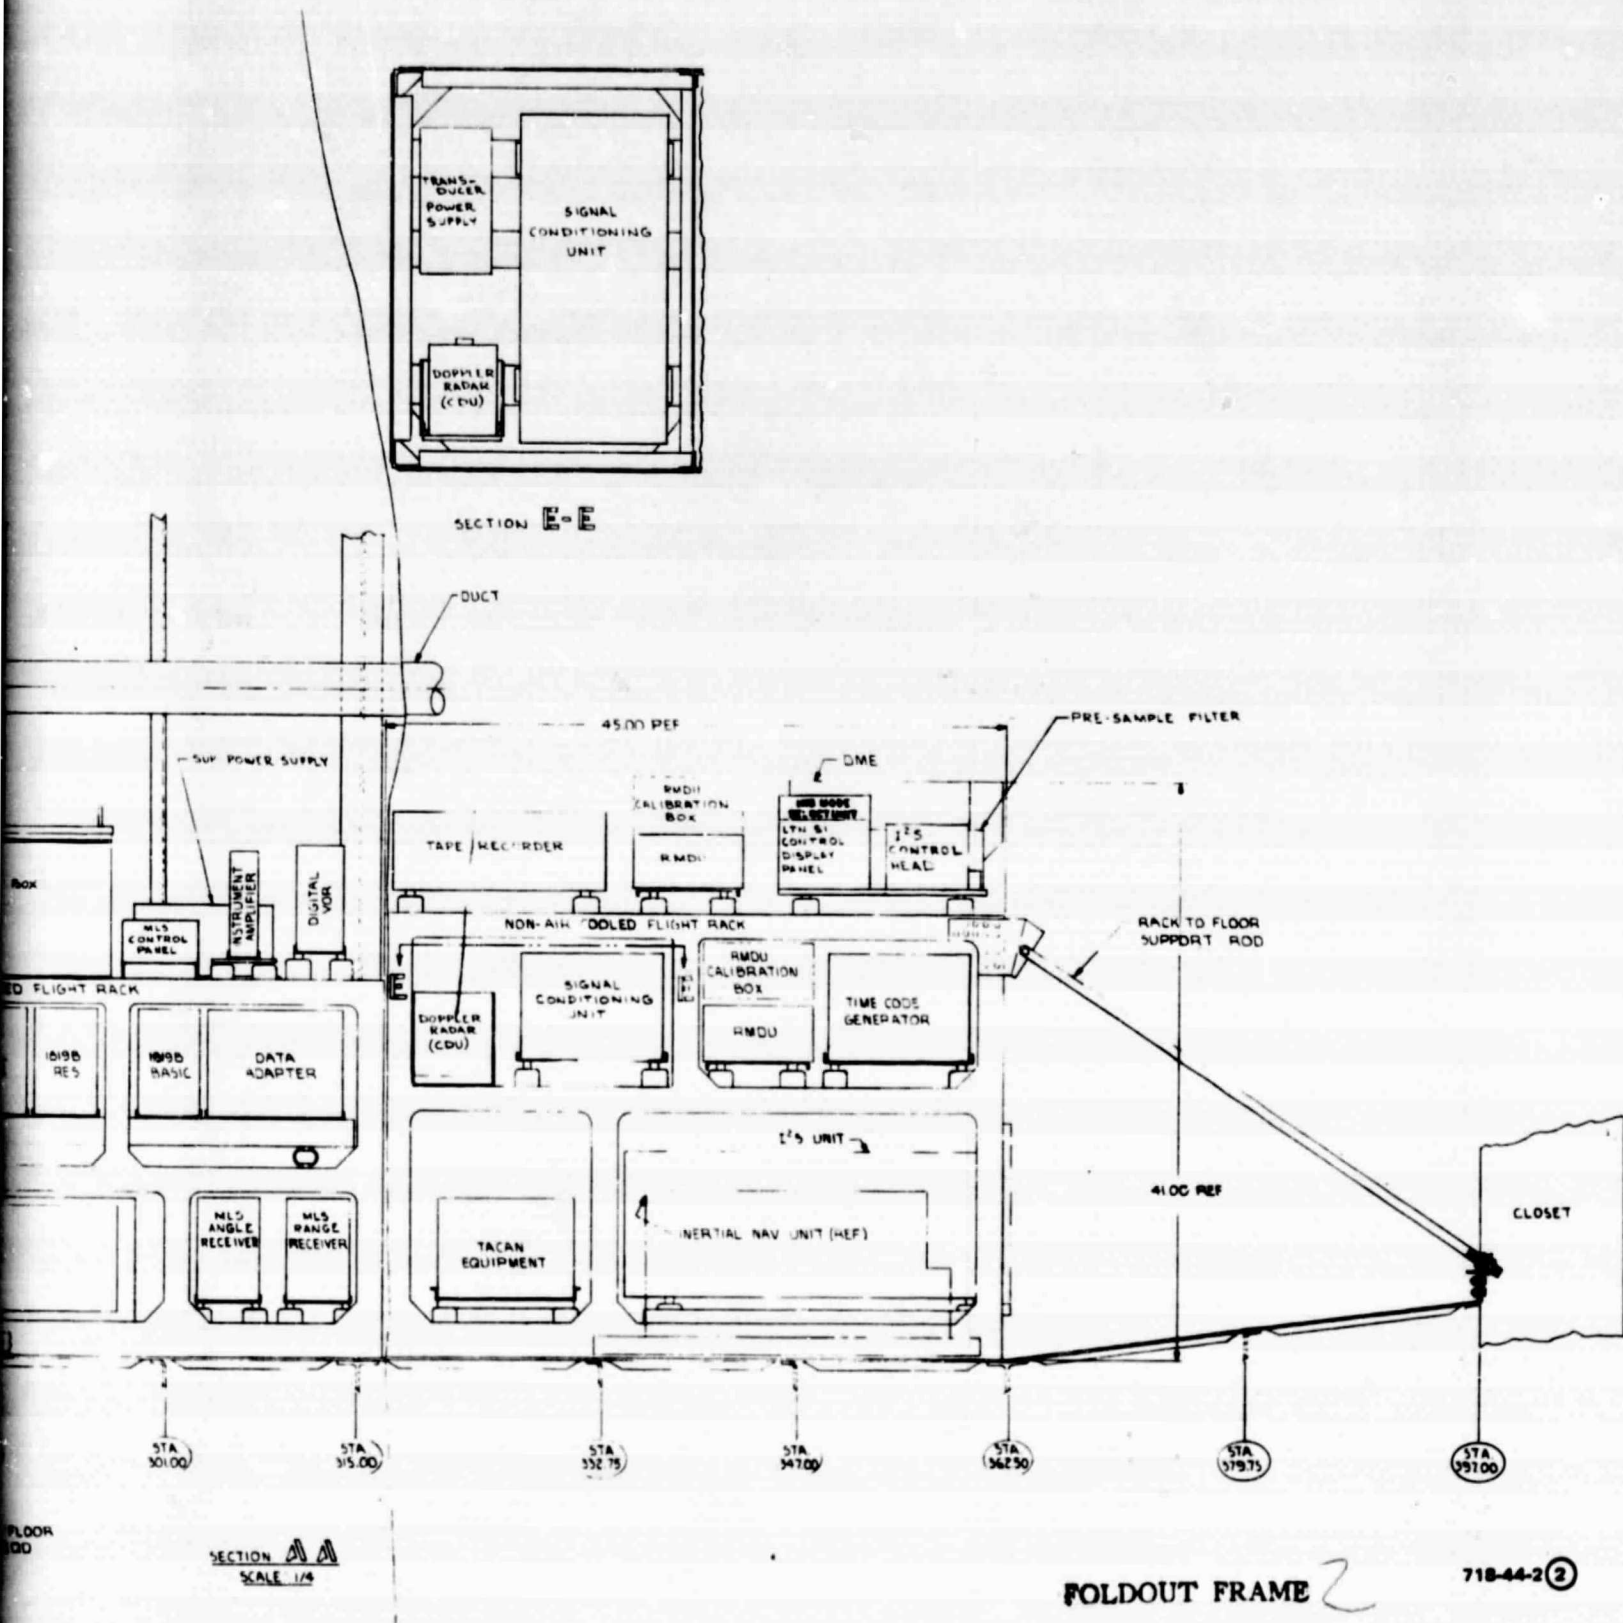 TRANS-
DUCER
POWER
SUPPLY
SIGNAL
CONDITIONING
UNIT
DOPPLER
RADAR
(CDU)
SECTION E-E
DUCT
45.00 REF
PRE-SAMPLE FILTER
POWER SUPPLY
DME
RMDU
CALIBRATION
BOX
RMDU
MODE
SELECT UNIT
LTN 51
CONTROL
DISPLAY
PANEL
I²S
CONTROL
HEAD
TAPE RECORDER
BOX
MLS
CONTROL
PANEL
INSTRUMENT
AMPLIFIER
DIGITAL
VOR
NON-AIR COOLED FLIGHT RACK
RACK TO FLOOR
SUPPORT ROD
ED FLIGHT RACK
E
E
DOPPLER
RADAR
(CDU)
SIGNAL
CONDITIONING
UNIT
RMDU
CALIBRATION
BOX
RMDU
TIME CODE
GENERATOR
1819B
RES
1819B
BASIC
DATA
ADAPTER
I²S UNIT
41.00 REF
MLS
ANGLE
RECEIVER
MLS
RANGE
RECEIVER
TACAN
EQUIPMENT
INERTIAL NAV UNIT (REF)
CLOSET
STA
301.00
STA
315.00
STA
332.75
STA
347.00
STA
362.50
STA
379.75
STA
397.00
FLOOR
SECTION AA
SCALE 1/4
FOLDOUT FRAME 2
718-44-2 2